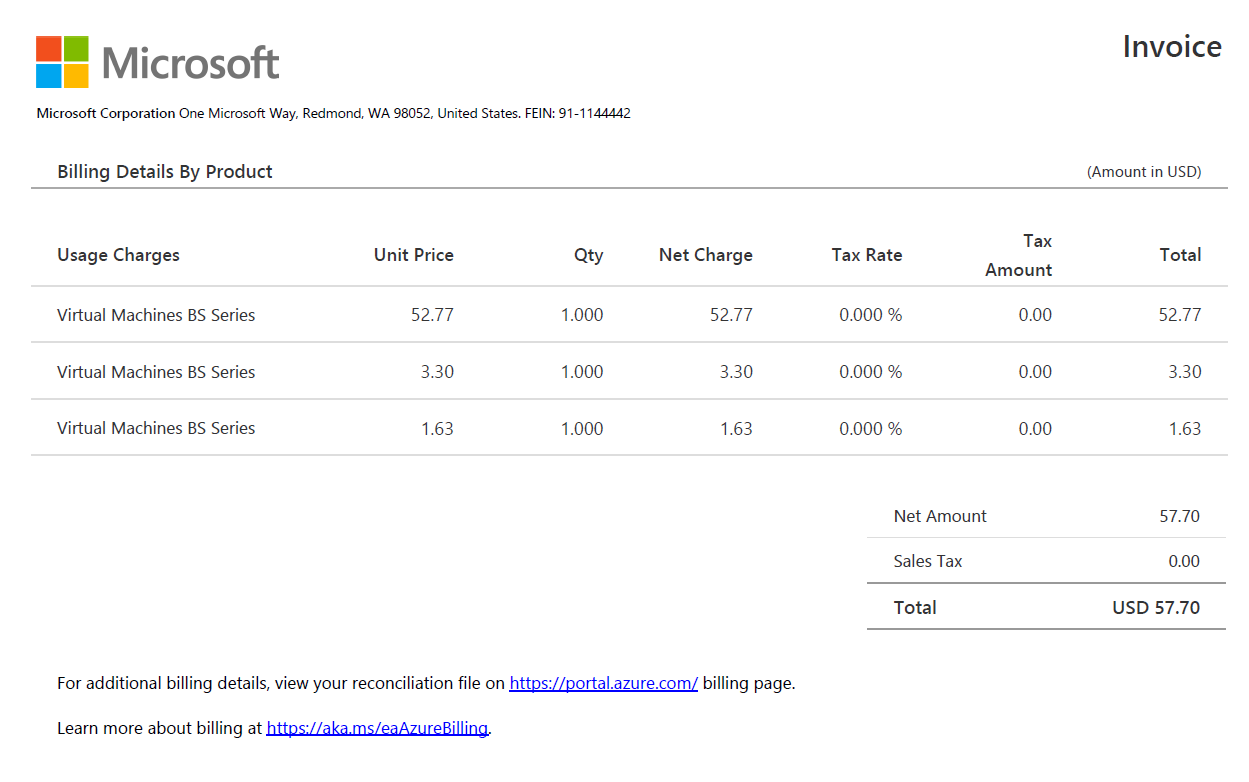 Microsoft
Invoice
Microsoft Corporation One Microsoft Way, Redmond, WA 98052, United States. FEIN: 91-1144442
Billing Details By Product (Amount in USD)
Usage Charges Unit Price Qty Net Charge Tax Rate Tax Amount Total
Virtual Machines BS Series 52.77 1.000 52.77 0.000 % 0.00 52.77
Virtual Machines BS Series 3.30 1.000 3.30 0.000 % 0.00 3.30
Virtual Machines BS Series 1.63 1.000 1.63 0.000 % 0.00 1.63
Net Amount 57.70
Sales Tax 0.00
Total USD 57.70
For additional billing details, view your reconciliation file on https://portal.azure.com/ billing page.
Learn more about billing at https://aka.ms/eaAzureBilling.